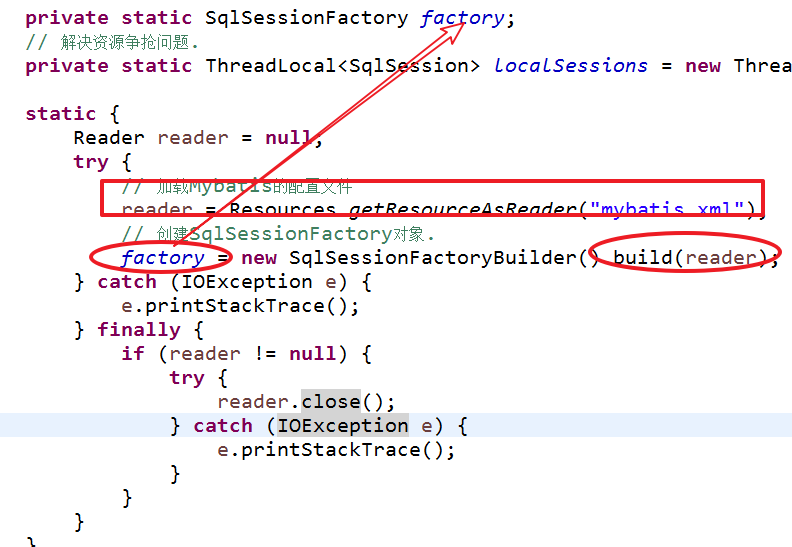 private static SqlSessionFactory factory;
// 解决资源争抢问题.
private static ThreadLocal<SqlSession> localSessions = new Threa
static {
Reader reader = null;
try {
// 加载Mybatis的配置文件
reader = Resources.getResourceAsReader("mybatis.xml");
// 创建SqlSessionFactory对象.
factory = new SqlSessionFactoryBuilder().build(reader);
} catch (IOException e) {
e.printStackTrace();
} finally {
if (reader != null) {
try {
reader.close();
} catch (IOException e) {
e.printStackTrace();
}
}
}
}